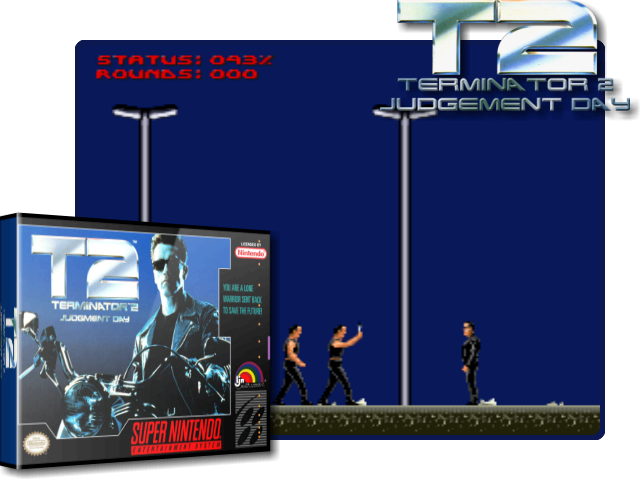 STATUS: 093%
ROUNDS: 000
T2
TERMINATOR 2
JUDGEMENT DAY
LICENSED BY
Nintendo
T2
TERMINATOR 2
JUDGMENT DAY
YOU ARE A LONE
WARRIOR SENT BACK
TO SAVE THE FUTURE!
LJN
SUPER NINTENDO
ENTERTAINMENT SYSTEM